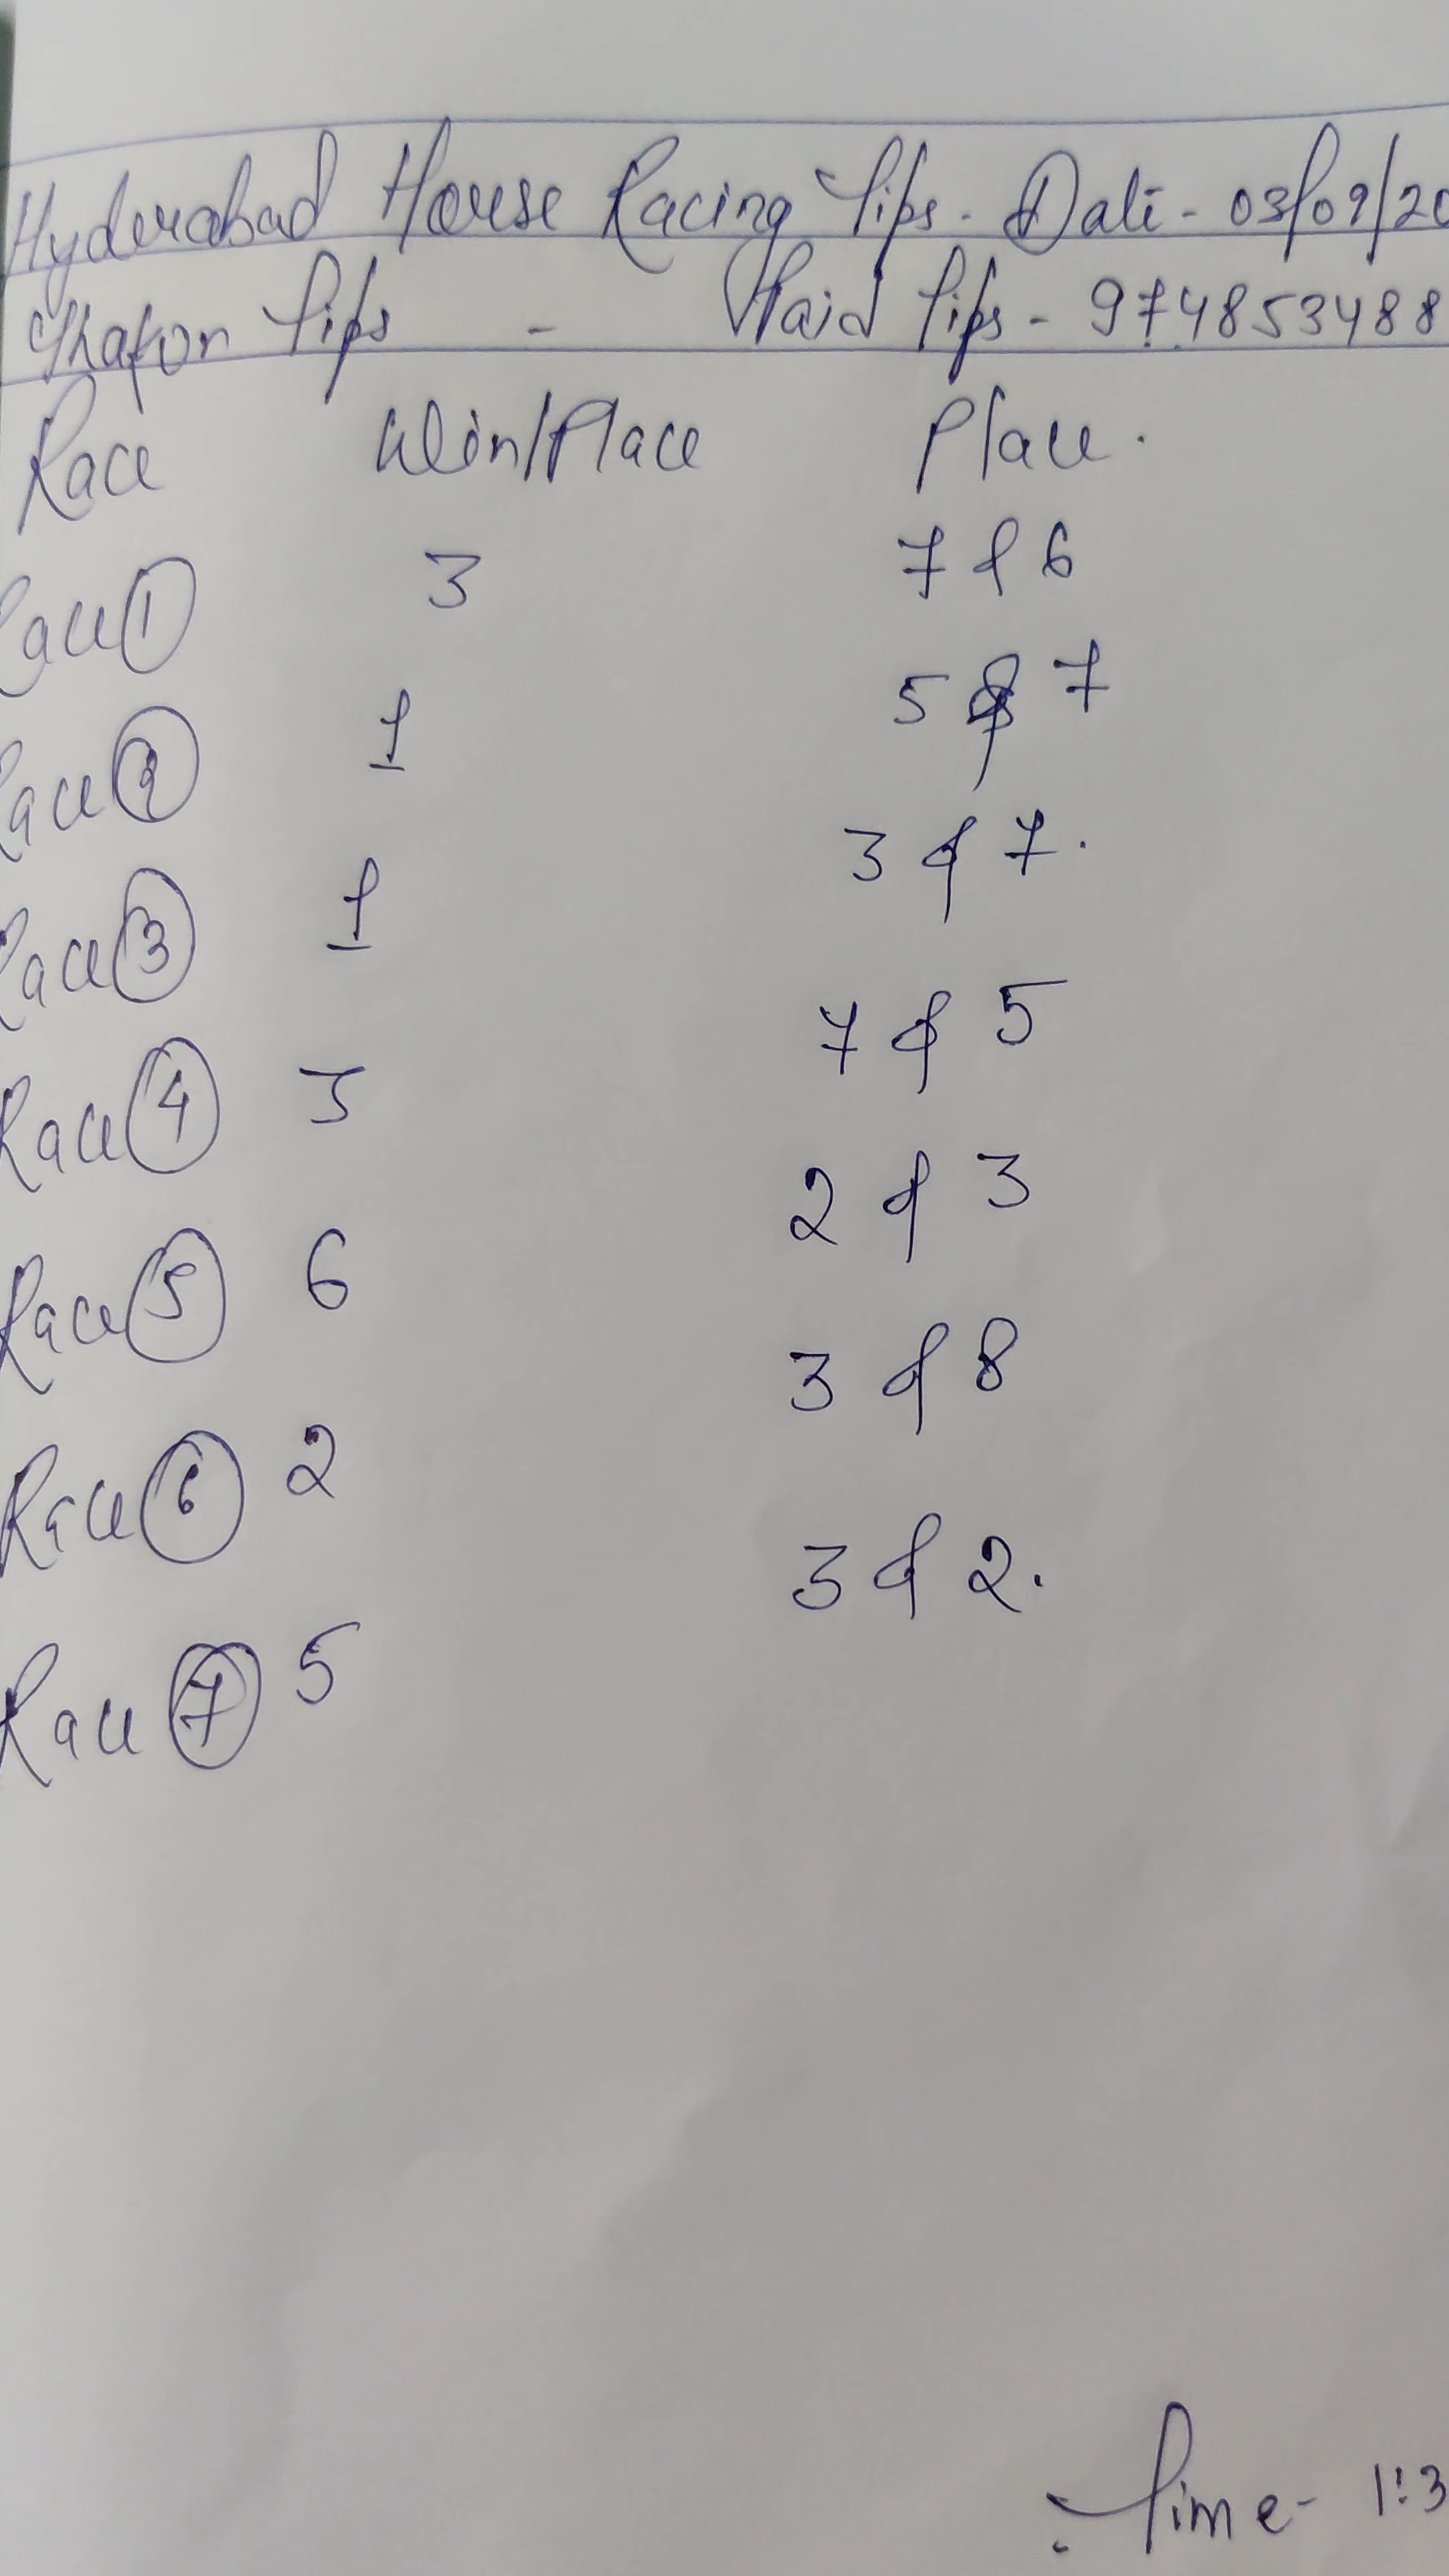 Hyderabad Horse Racing Tips. Date - 03/09/20
Tips - Paid Tips - 974853488
Race Win/Place Place.
Race 1 3 7 & 6
Race 2 1 5 & 7
Race 3 1 3 & 7.
Race 4 3 7 & 5
Race 5 6 2 & 3
Race 6 2 3 & 8
Race 7 5 3 & 2.
Time - 1:3